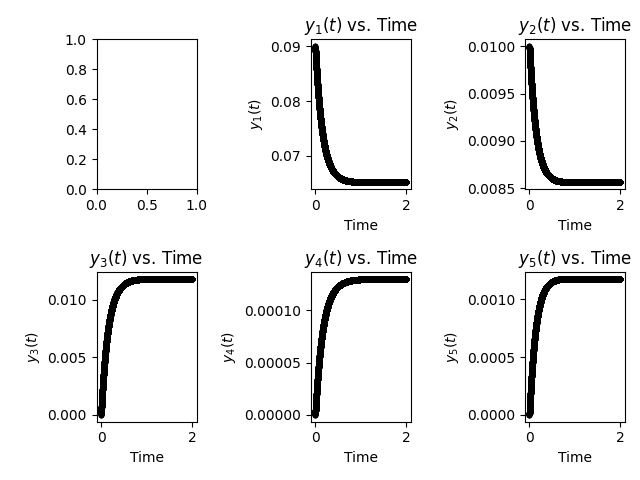 1.0
0.8
0.6
0.4
0.2
0.0
0.0 0.5 1.0
y₁(t) vs. Time
y₁(t)
0.09
0.08
0.07
0 2
Time
y₂(t) vs. Time
y₂(t)
0.0100
0.0095
0.0090
0.0085
0 2
Time
y₃(t) vs. Time
y₃(t)
0.010
0.005
0.000
0 2
Time
y₄(t) vs. Time
y₄(t)
0.00010
0.00005
0.00000
0 2
Time
y₅(t) vs. Time
y₅(t)
0.0010
0.0005
0.0000
0 2
Time